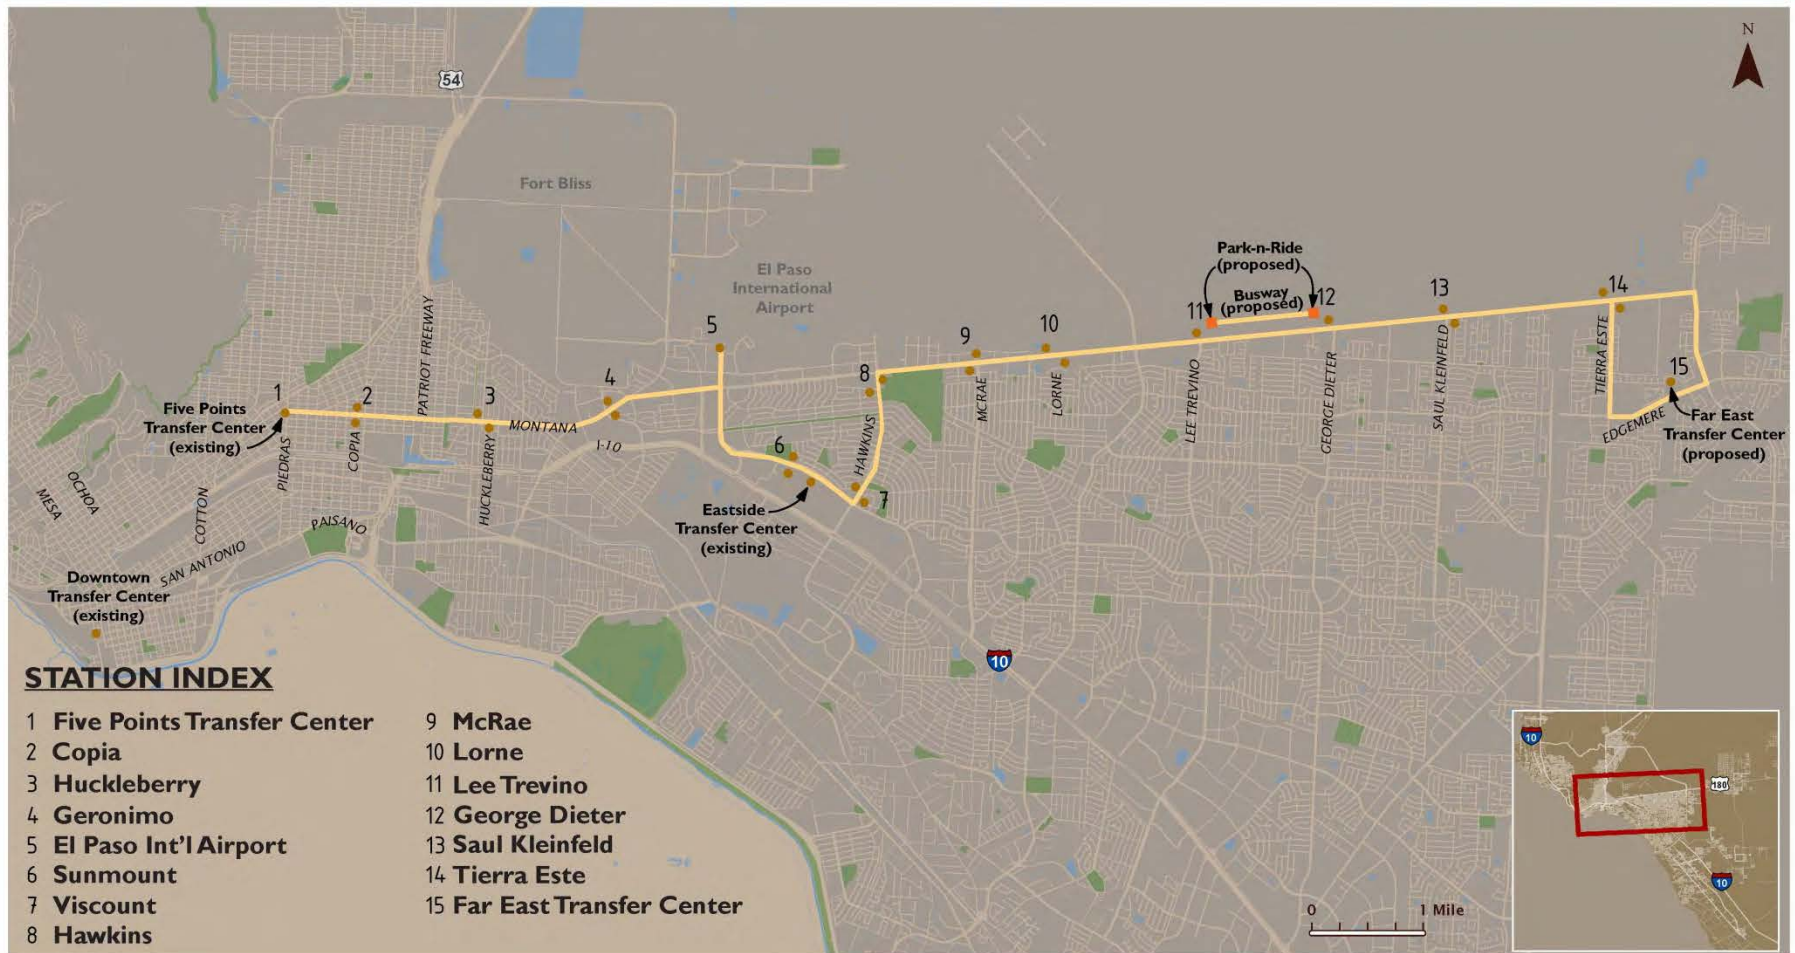 N
54
Fort Bliss
El Paso
International
Airport
Park-n-Ride
(proposed)
Busway
(proposed)
1
2
3
4
5
6
7
8
9
10
11
12
13
14
15
Five Points
Transfer Center
(existing)
PATRIOT FREEWAY
MONTANA
I-10
PIEDRAS
COPIA
HUCKLEBERRY
HAWKINS
MCRAE
LORNE
LEE TREVINO
GEORGE DIETER
SAUL KLEINFELD
TIERRA ESTE
EDGEMERE
Far East
Transfer Center
(proposed)
MESA
OCHOA
COTTON
SAN ANTONIO
PAISANO
Eastside
Transfer Center
(existing)
Downtown
Transfer Center
(existing)
10
STATION INDEX
1 Five Points Transfer Center
2 Copia
3 Huckleberry
4 Geronimo
5 El Paso Int'l Airport
6 Sunmount
7 Viscount
8 Hawkins
9 McRae
10 Lorne
11 Lee Trevino
12 George Dieter
13 Saul Kleinfeld
14 Tierra Este
15 Far East Transfer Center
0 1 Mile
10
180
10